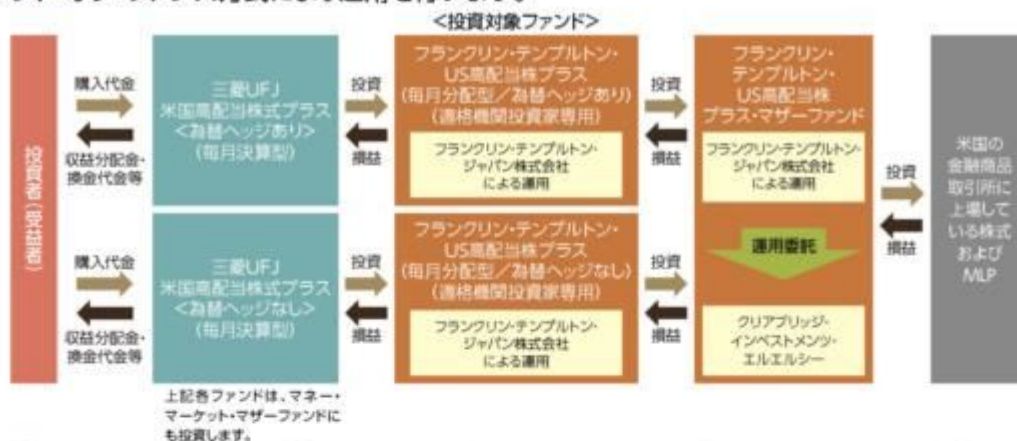 <投資対象ファンド>
投資者(受益者)
購入代金
収益分配金・
換金代金等
三菱UFJ
米国高配当株式プラス
<為替ヘッジあり>
(毎月決算型)
投資
損益
フランクリン・テンプルトン・
US高配当株プラス
(毎月分配型/為替ヘッジあり)
(適格機関投資家専用)
フランクリン・テンプルトン・
ジャパン株式会社
による運用
投資
損益
フランクリン・
テンプルトン・
US高配当株
プラス・マザーファンド
フランクリン・テンプルトン・
ジャパン株式会社
による運用
運用委託
クリアブリッジ・
インベストメンツ・
エルエルシー
投資
損益
米国の
金融商品
取引所に
上場して
いる株式
および
MLP
購入代金
収益分配金・
換金代金等
三菱UFJ
米国高配当株式プラス
<為替ヘッジなし>
(毎月決算型)
投資
損益
フランクリン・テンプルトン・
US高配当株プラス
(毎月分配型/為替ヘッジなし)
(適格機関投資家専用)
フランクリン・テンプルトン・
ジャパン株式会社
による運用
投資
損益
上記各ファンドは、マネー・
マーケット・マザーファンドに
も投資します。